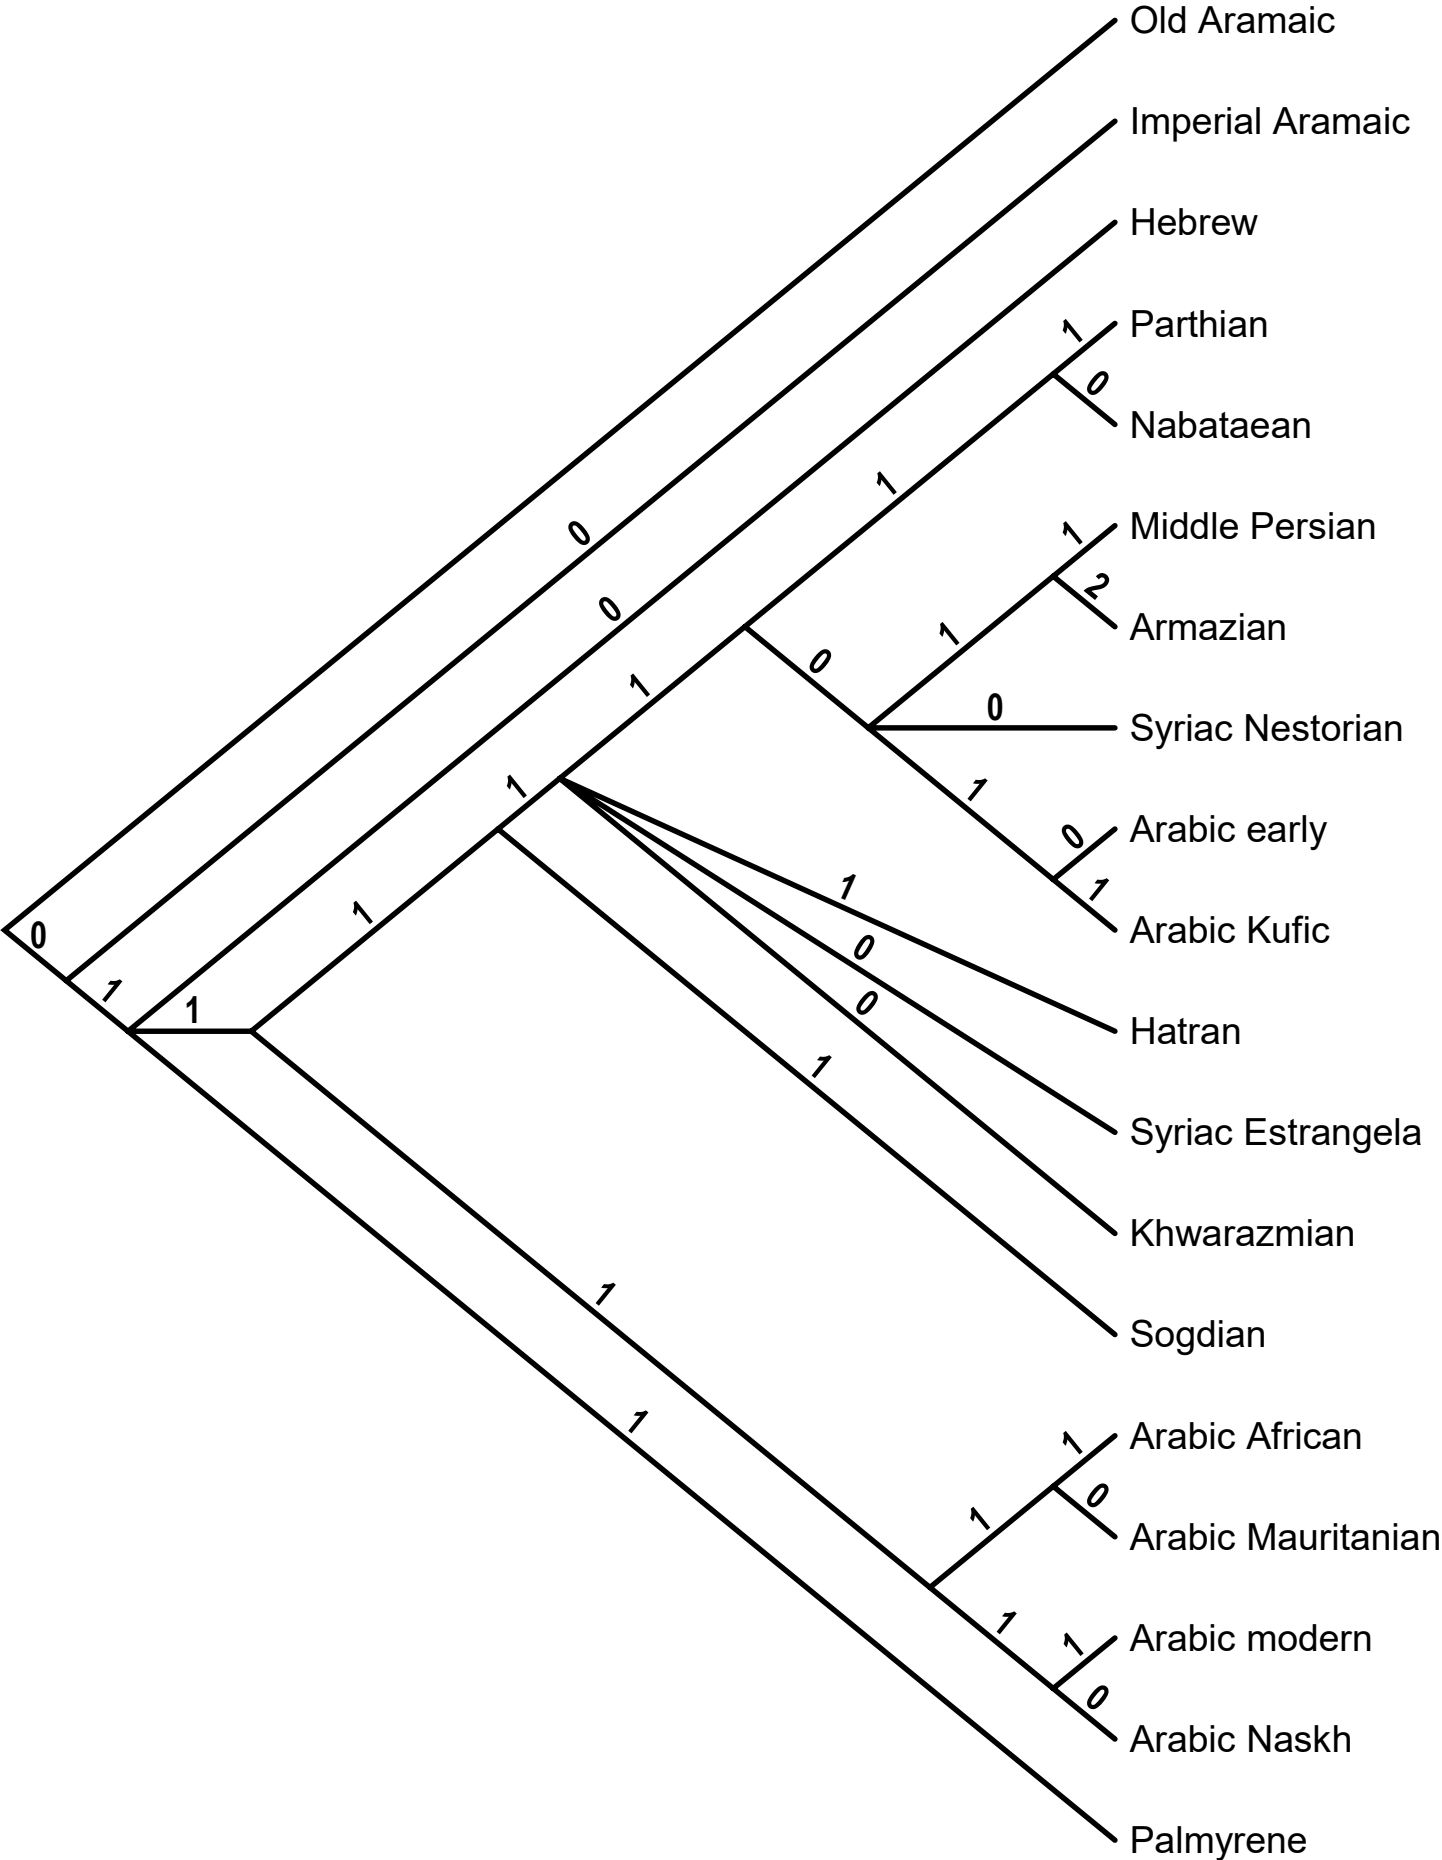 Old Aramaic
Imperial Aramaic
Hebrew
1 Parthian
0 Nabataean
1
0
1 Middle Persian
2 Armazian
0
1
0
1
0 Syriac Nestorian
1
1
0 Arabic early
1 Arabic Kufic
1
1
0
0
0
1
1 Hatran
1
Syriac Estrangela
Khwarazmian
1
Sogdian
1
1
1 Arabic African
0 Arabic Mauritanian
1
1
1 Arabic modern
0 Arabic Naskh
Palmyrene